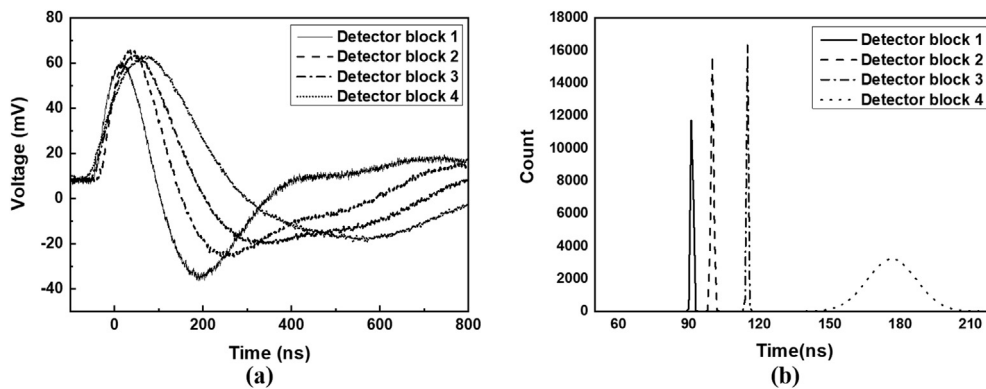 80
60
40
20
0
-20
-40
Voltage (mV)
0
200
400
600
800
Time (ns)
Detector block 1
Detector block 2
Detector block 3
Detector block 4
(a)
18000
16000
14000
12000
10000
8000
6000
4000
2000
0
Count
60
90
120
150
180
210
Time(ns)
Detector block 1
Detector block 2
Detector block 3
Detector block 4
(b)